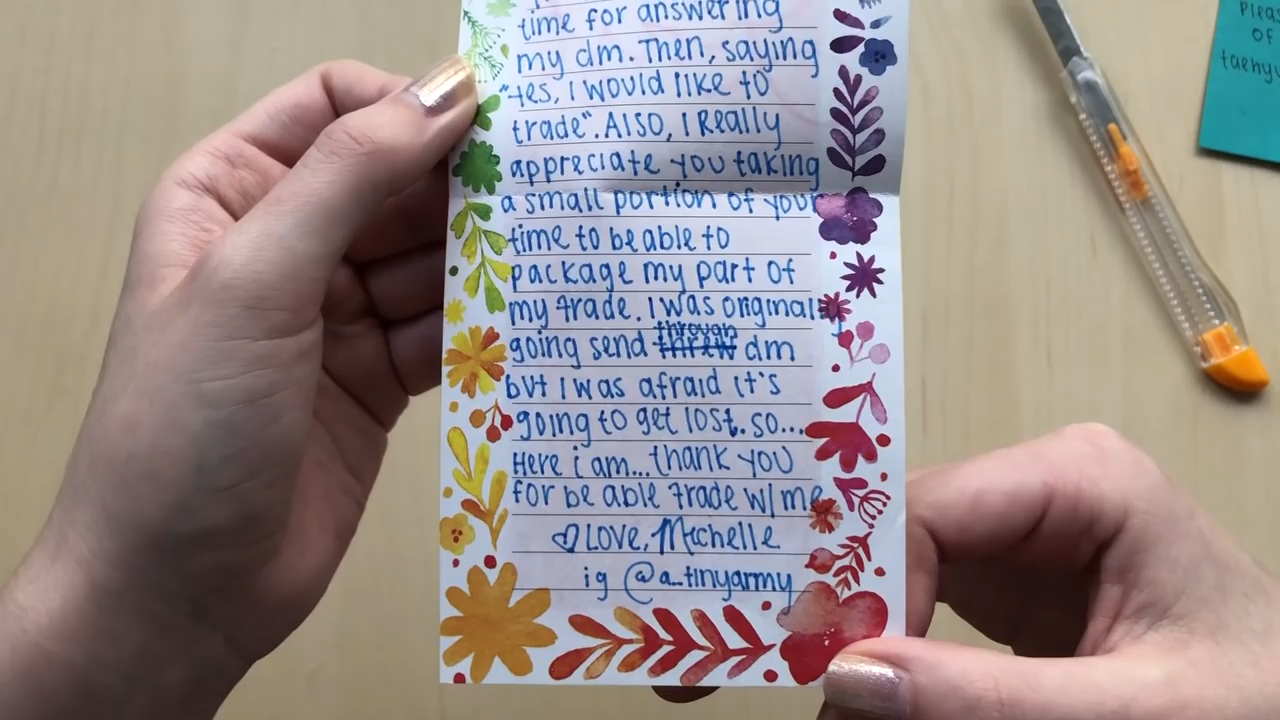 time for answering
my dm. Then, saying
"Yes, I would like to
trade". Also, I Really
appreciate you taking
a small portion of your
time to be able to
package my part of
my trade. I was orginally
going send through threw dm
but I was afraid it's
going to get lost. so...
Here i am... thank you
for be able trade w/ me
♡ Love, Michelle
ig @a_tinyarmy
of